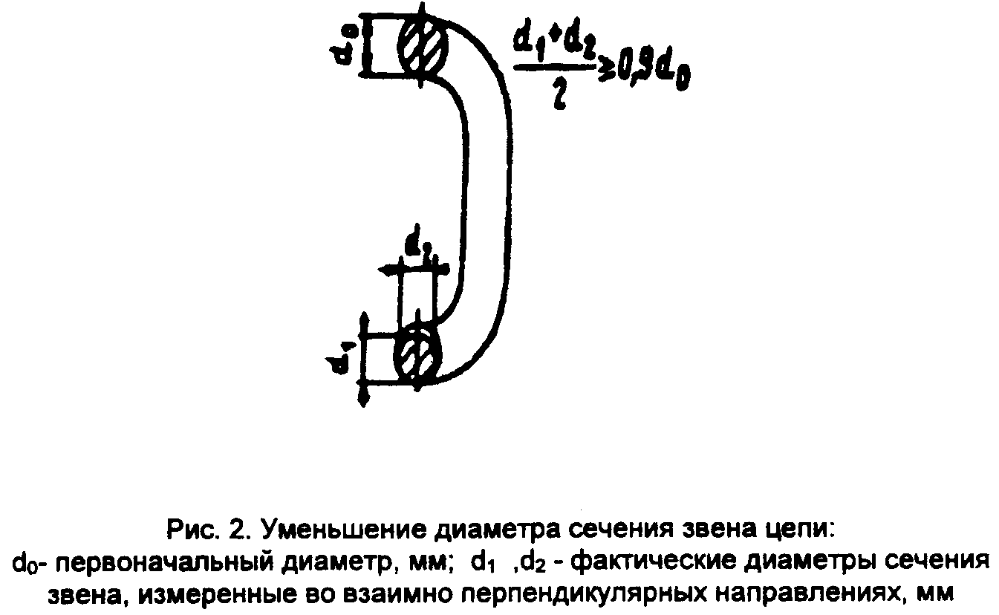 d₀
d₁+d₂
――― ≥0,9d₀
2
d₂
d₁
Рис. 2. Уменьшение диаметра сечения звена цепи:
d₀- первоначальный диаметр, мм; d₁ ,d₂ - фактические диаметры сечения
звена, измеренные во взаимно перпендикулярных направлениях, мм